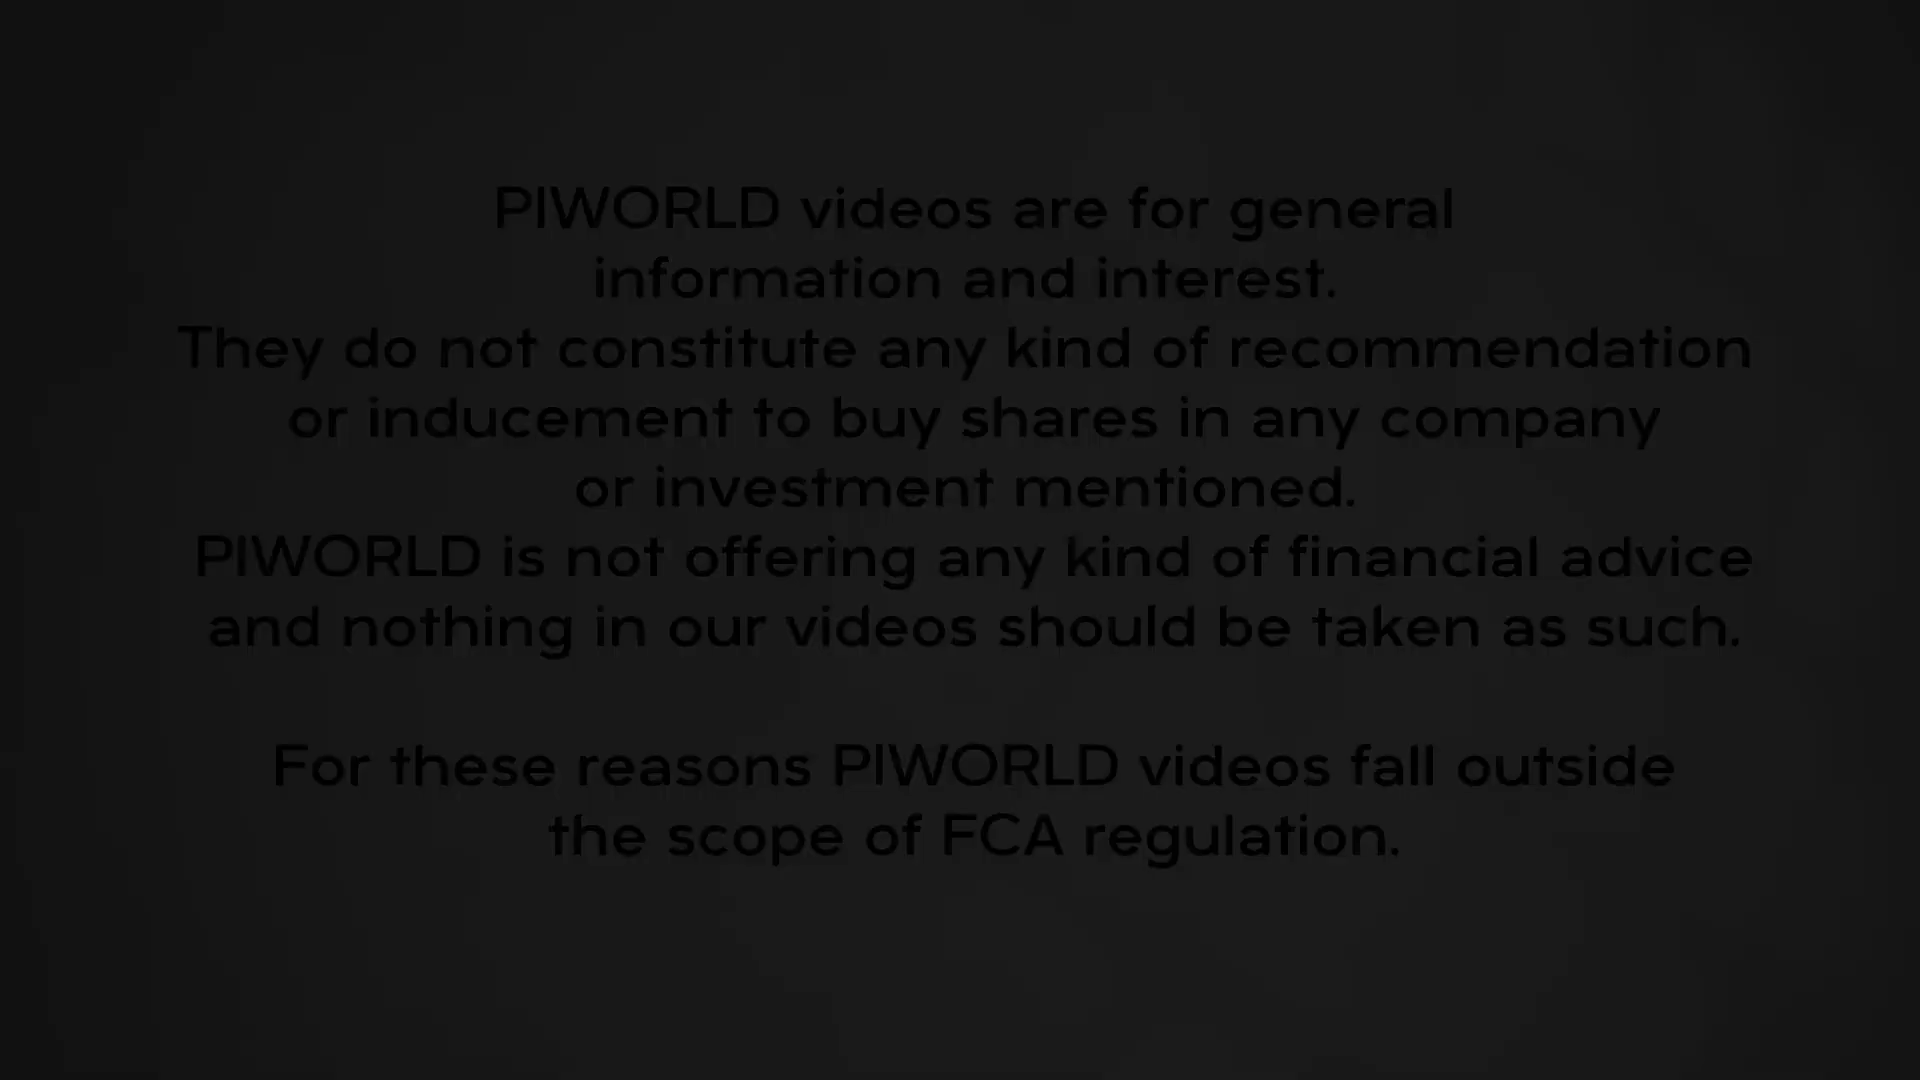 PIWORLD videos are for general
information and interest.
They do not constitute any kind of recommendation
or inducement to buy shares in any company
or investment mentioned.
PIWORLD is not offering any kind of financial advice
and nothing in our videos should be taken as such.
For these reasons PIWORLD videos fall outside
the scope of FCA regulation.